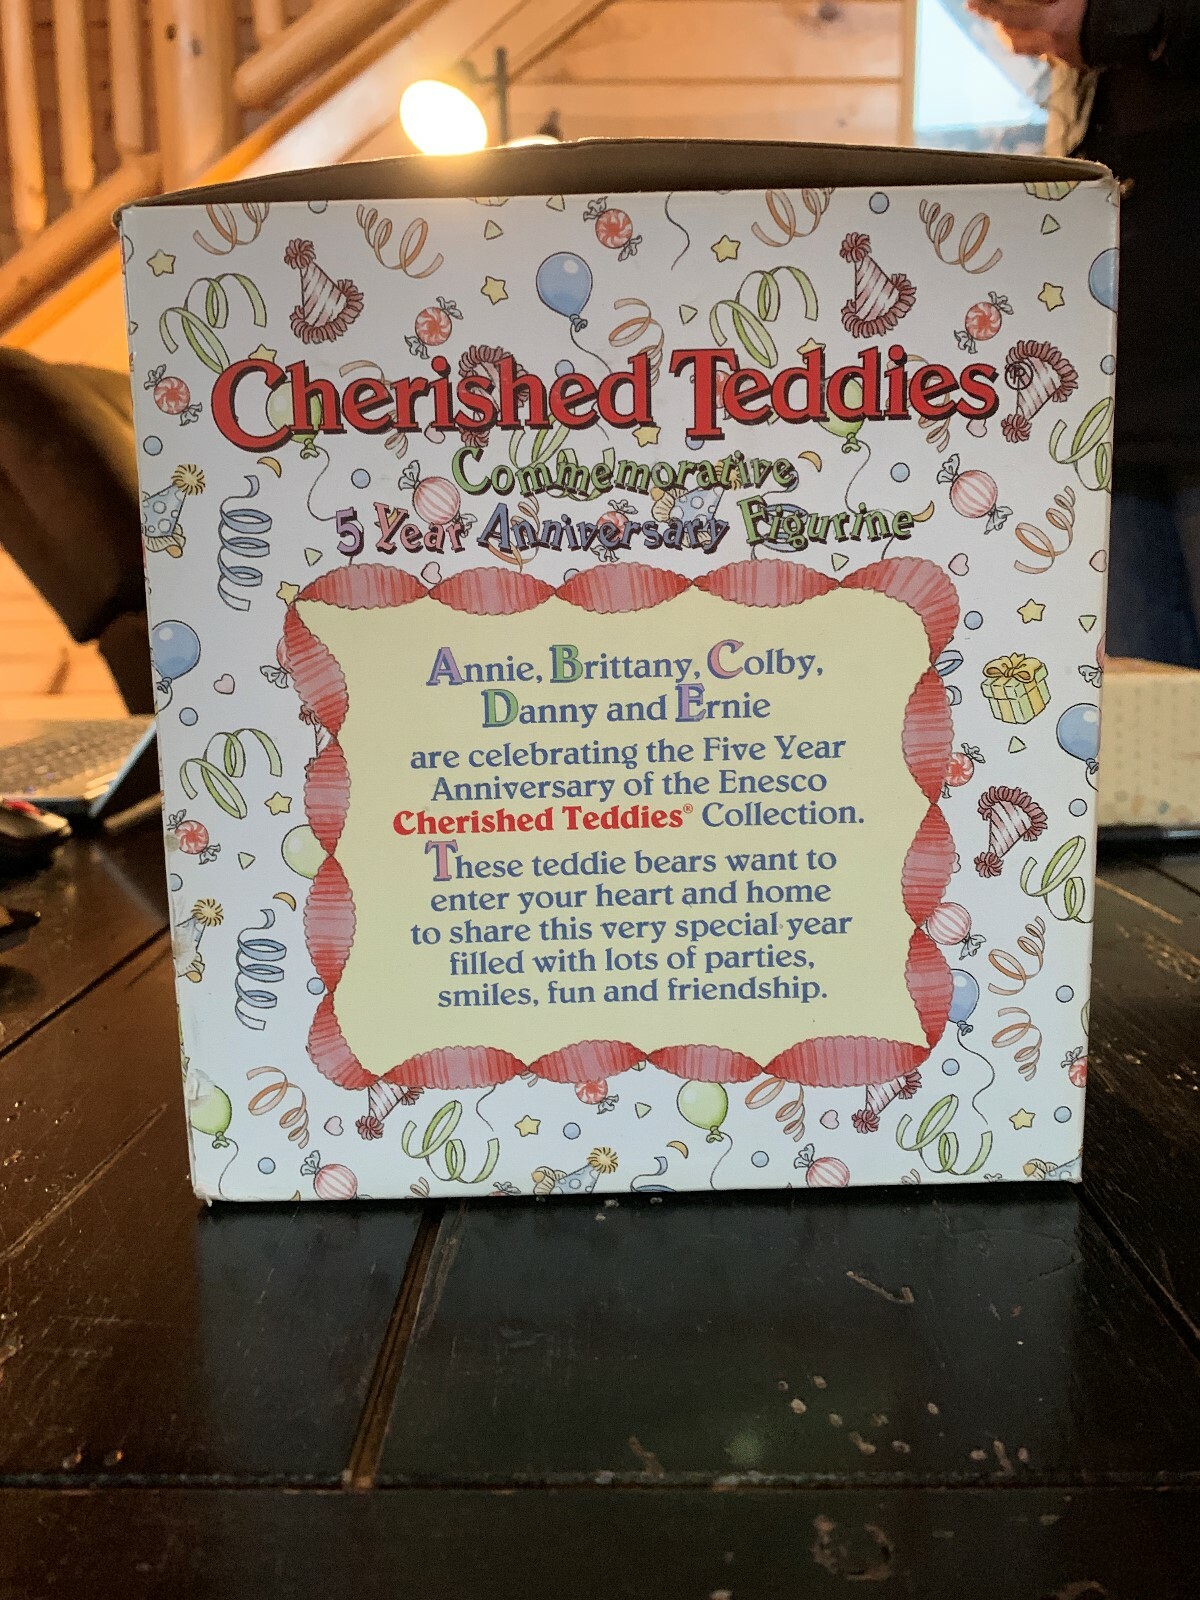 Cherished Teddies®
Commemorative
5 Year Anniversary Figurine
Annie, Brittany, Colby,
Danny and Ernie
are celebrating the Five Year
Anniversary of the Enesco
Cherished Teddies® Collection.
These teddie bears want to
enter your heart and home
to share this very special year
filled with lots of parties,
smiles, fun and friendship.